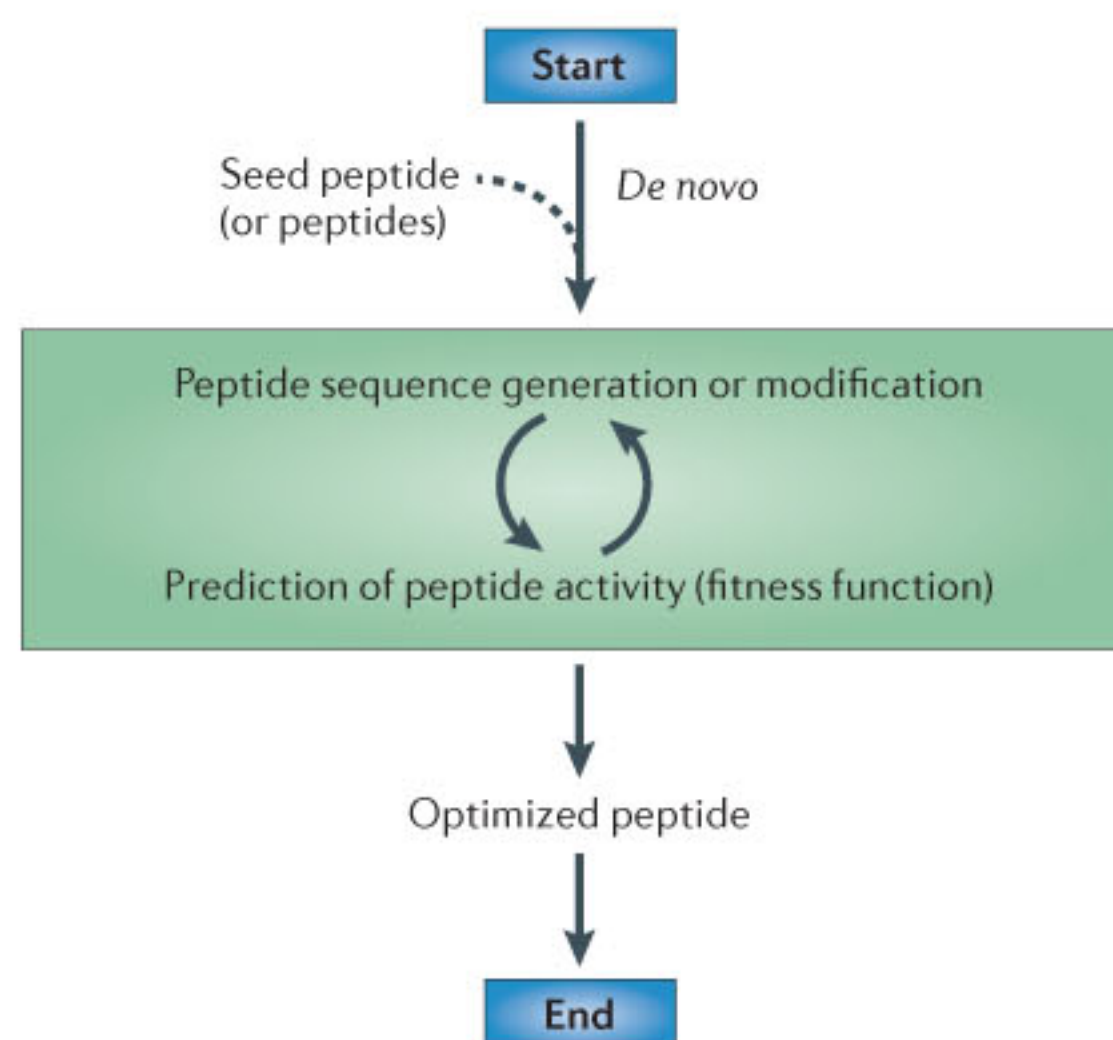 Start
Seed peptide
(or peptides)
De novo
Peptide sequence generation or modification
Prediction of peptide activity (fitness function)
Optimized peptide
End